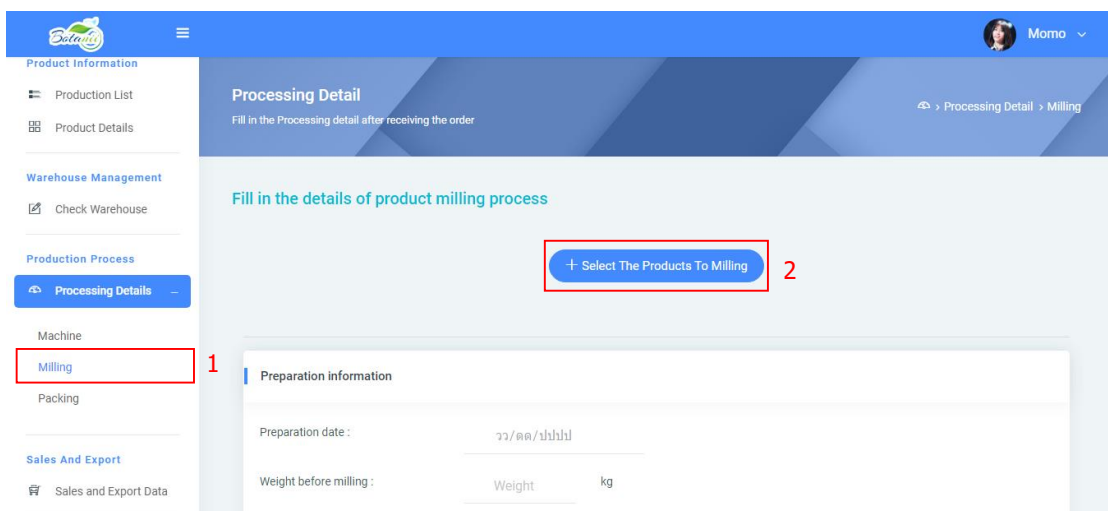 Botanic
Momo
Product Information
Production List
Product Details
Warehouse Management
Check Warehouse
Production Process
Processing Details
Machine
Milling
1
Packing
Sales And Export
Sales and Export Data
Processing Detail
Fill in the Processing detail after receiving the order
> Processing Detail > Milling
Fill in the details of product milling process
+ Select The Products To Milling
2
Preparation information
Preparation date :
วว/ดด/ปปปป
Weight before milling :
Weight
kg